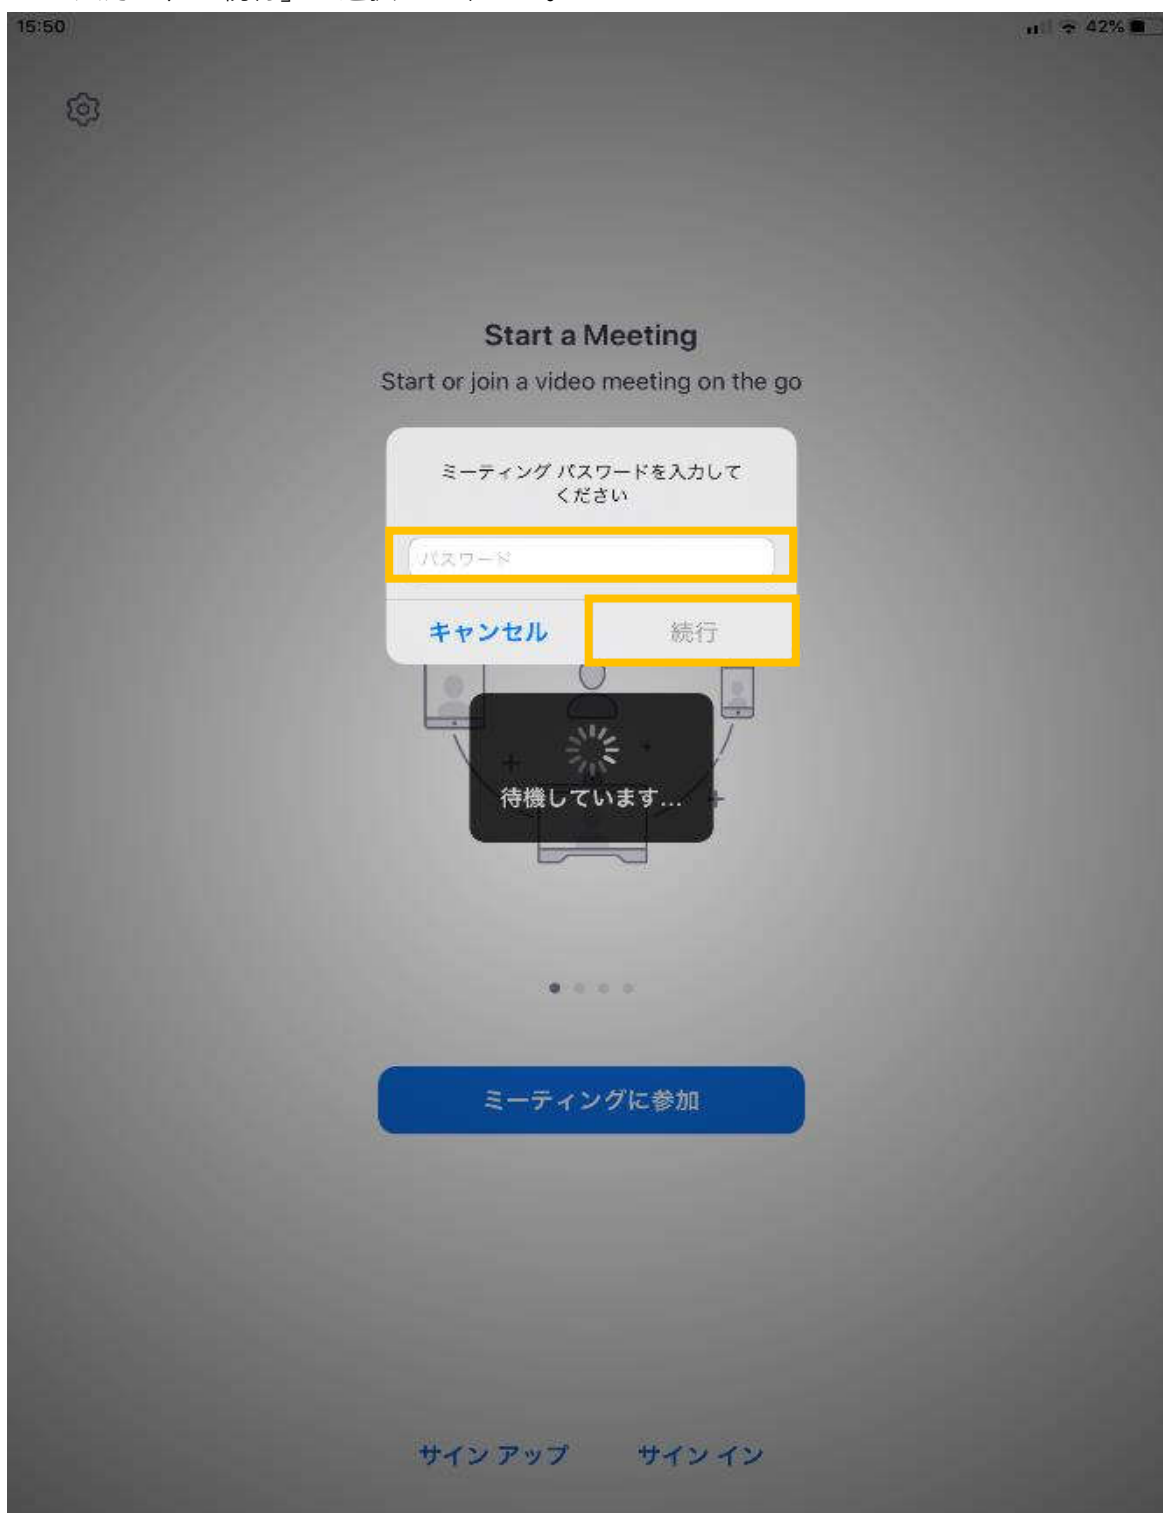 15:50
42%
Start a Meeting
Start or join a video meeting on the go
ミーティング パスワードを入力して
ください
パスワード
キャンセル
続行
待機しています...
ミーティングに参加
サイン アップ
サイン イン